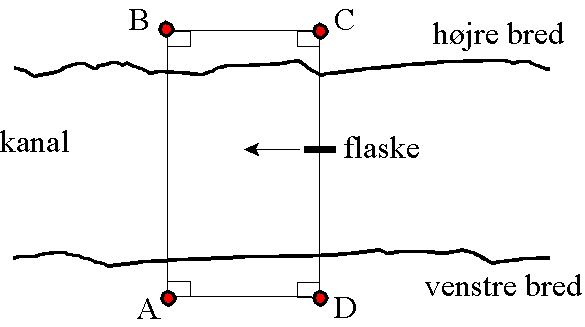 B
C
højre bred
kanal
flaske
venstre bred
A
D